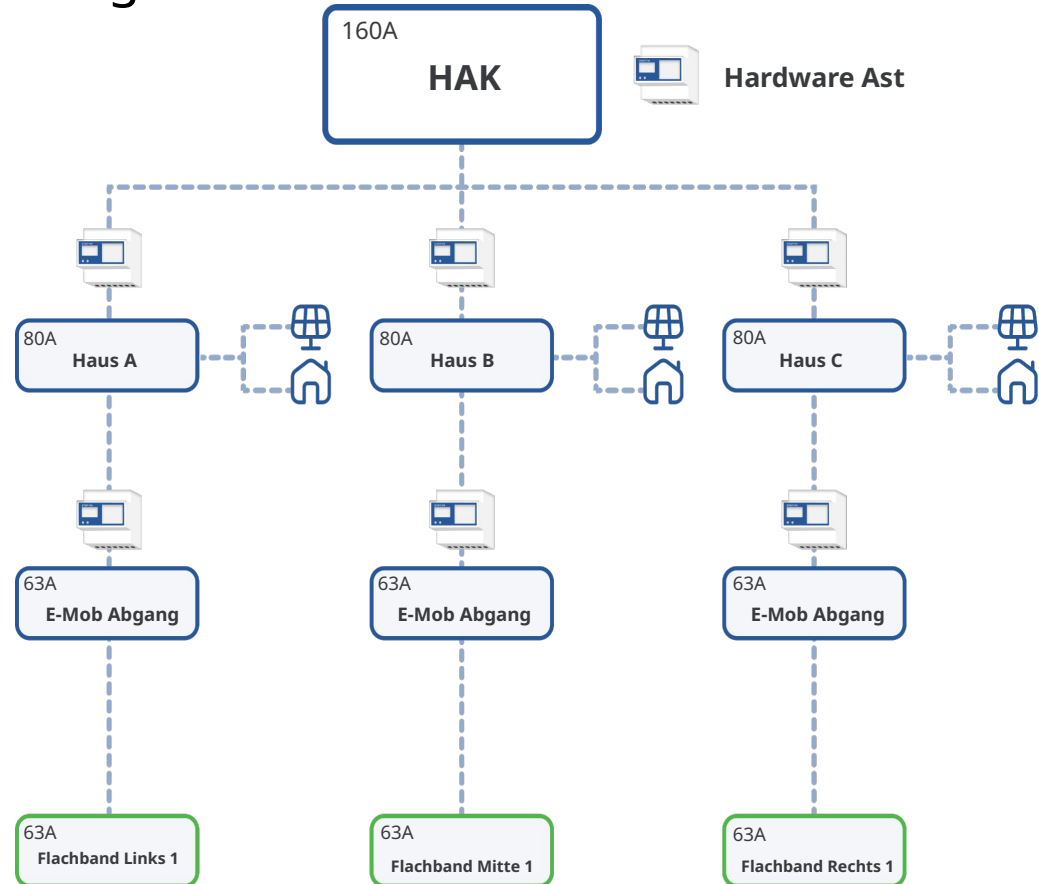 160A
HAK
Hardware Ast
80A
Haus A
80A
Haus B
80A
Haus C
63A
E-Mob Abgang
63A
E-Mob Abgang
63A
E-Mob Abgang
63A
Flachband Links 1
63A
Flachband Mitte 1
63A
Flachband Rechts 1